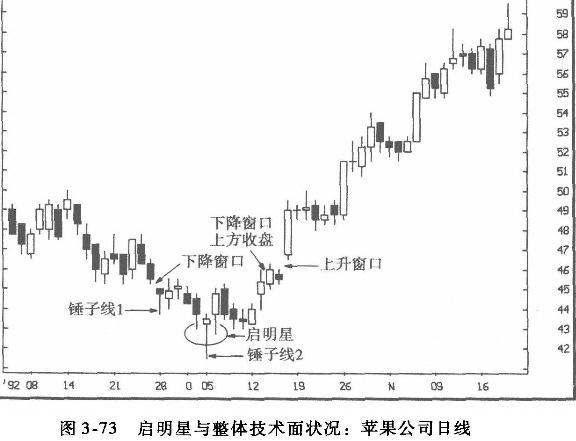 59
58
57
56
55
54
53
52
51
50
49
48
47
46
45
44
43
42
下降窗口
上方收盘
下降窗口
上升窗口
锤子线1
启明星
锤子线2
'92 08 14 21 28 O 05 12 19 26 N 09 16
图 3-73 启明星与整体技术面状况：苹果公司日线